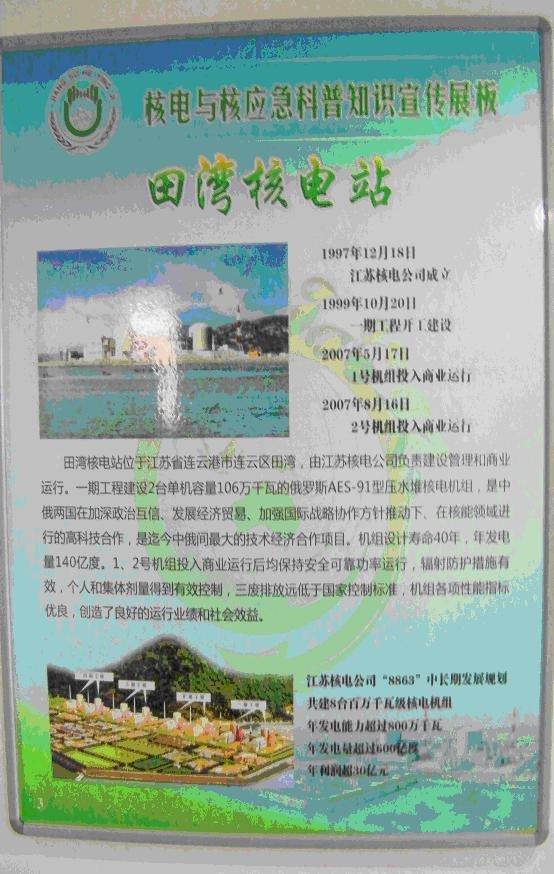 核电与核应急科普知识宣传展板
田湾核电站
1997年12月18日
江苏核电公司成立
1999年10月20日
一期工程开工建设
2007年5月17日
1号机组投入商业运行
2007年8月16日
2号机组投入商业运行
田湾核电站位于江苏省连云港市连云区田湾，由江苏核电公司负责建设管理和商业
运行。一期工程建设2台单机容量106万千瓦的俄罗斯AES-91型压水堆核电机组，是中
俄两国在加深政治互信、发展经济贸易、加强国际战略协作方针推动下、在核能领域进
行的高科技合作，是迄今中俄间最大的技术经济合作项目。机组设计寿命40年，年发电
量140亿度。1、2号机组投入商业运行后均保持安全可靠功率运行，辐射防护措施有
效，个人和集体剂量得到有效控制，三废排放远低于国家控制标准，机组各项性能指标
优良，创造了良好的运行业绩和社会效益。
江苏核电公司“8863”中长期发展规划
共建8台百万千瓦级核电机组
年发电能力超过800万千瓦
年发电量超过600亿度
年利润超30亿元
3